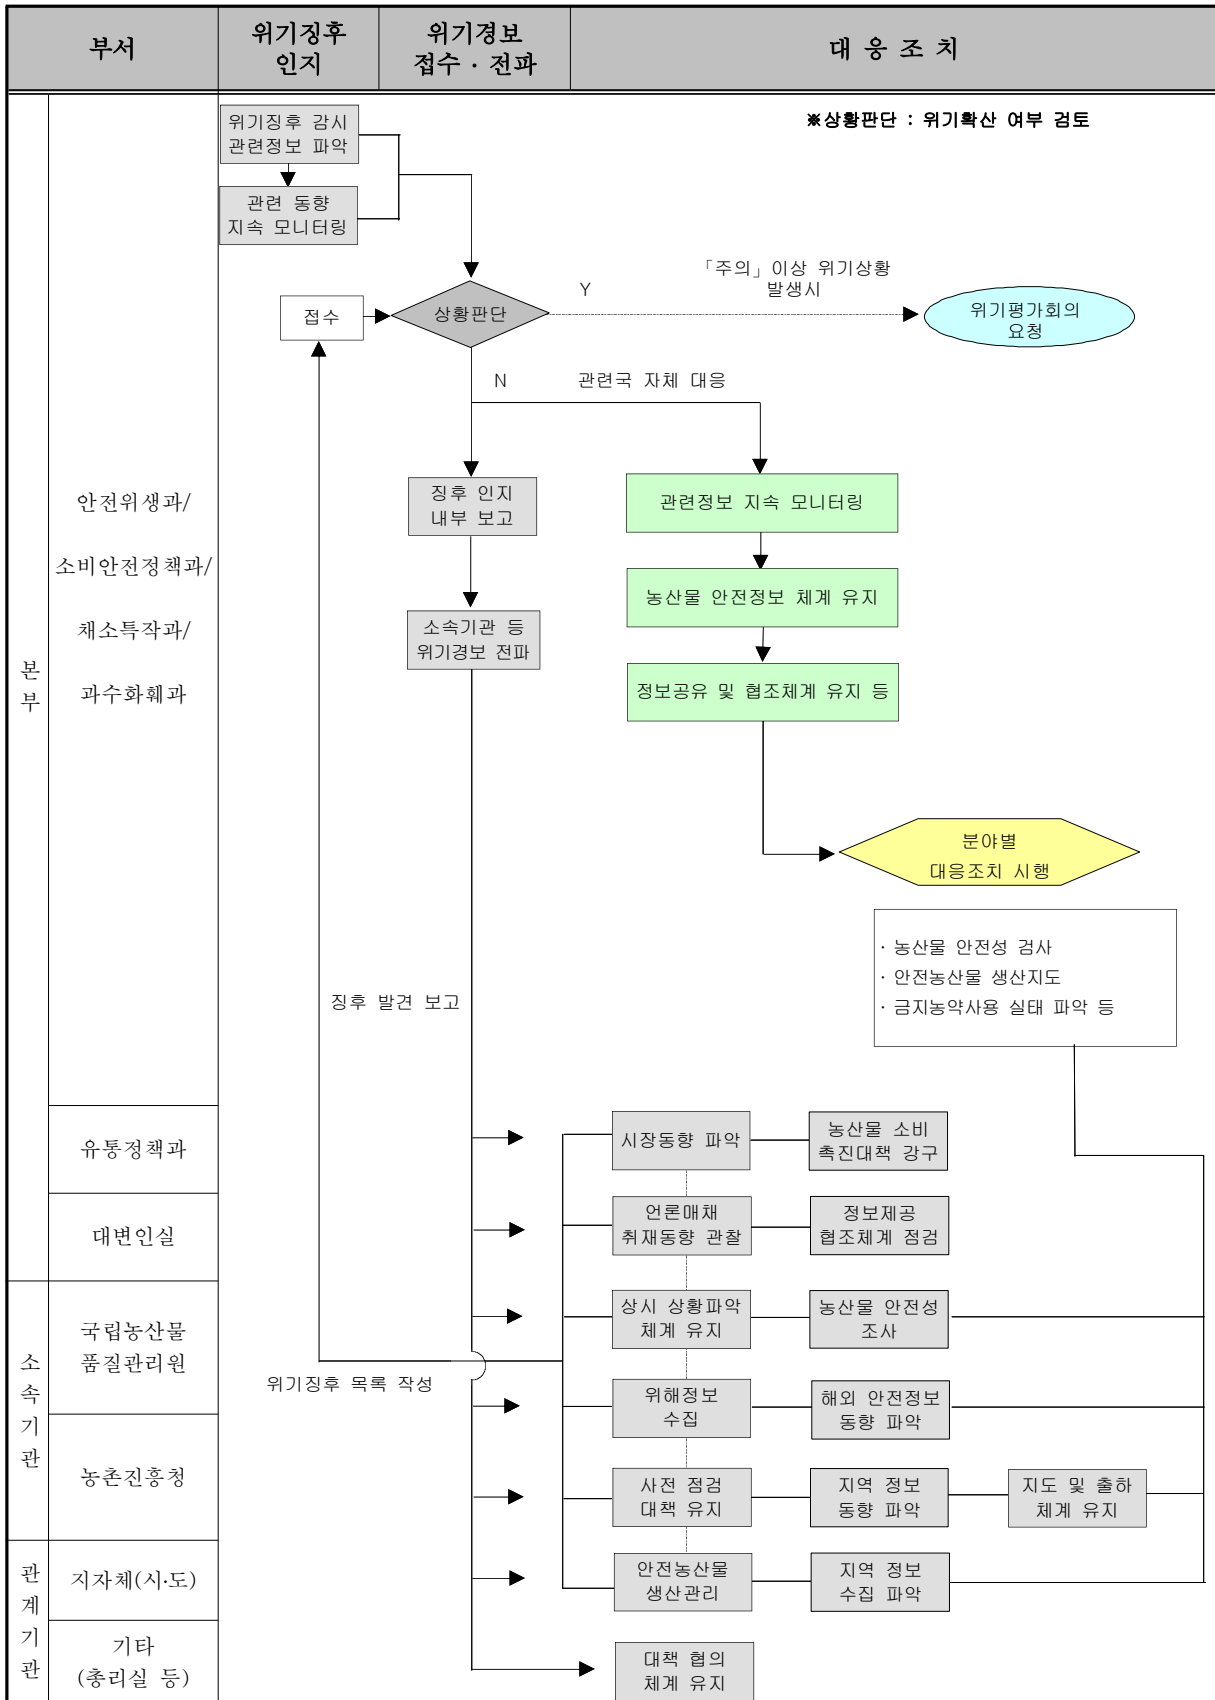 부서
위기징후
인지
위기경보
접수 · 전파
대 응 조 치
※상황판단 : 위기확산 여부 검토
위기징후 감시
관련정보 파악
관련 동향
지속 모니터링
「주의」이상 위기상황
발생시
Y
접수
상황판단
위기평가회의
요청
N
관련국 자체 대응
본
부
안전위생과/
소비안전정책과/
채소특작과/
과수화훼과
징후 인지
내부 보고
관련정보 지속 모니터링
농산물 안전정보 체계 유지
소속기관 등
위기경보 전파
정보공유 및 협조체계 유지 등
분야별
대응조치 시행
· 농산물 안전성 검사
· 안전농산물 생산지도
· 금지농약사용 실태 파악 등
징후 발견 보고
유통정책과
시장동향 파악
농산물 소비
촉진대책 강구
대변인실
언론매채
취재동향 관찰
정보제공
협조체계 점검
소
속
기
관
국립농산물
품질관리원
상시 상황파악
체계 유지
농산물 안전성
조사
위기징후 목록 작성
위해정보
수집
해외 안전정보
동향 파악
농촌진흥청
사전 점검
대책 유지
지역 정보
동향 파악
지도 및 출하
체계 유지
관
계
기
관
지자체(시·도)
안전농산물
생산관리
지역 정보
수집 파악
기타
(총리실 등)
대책 협의
체계 유지